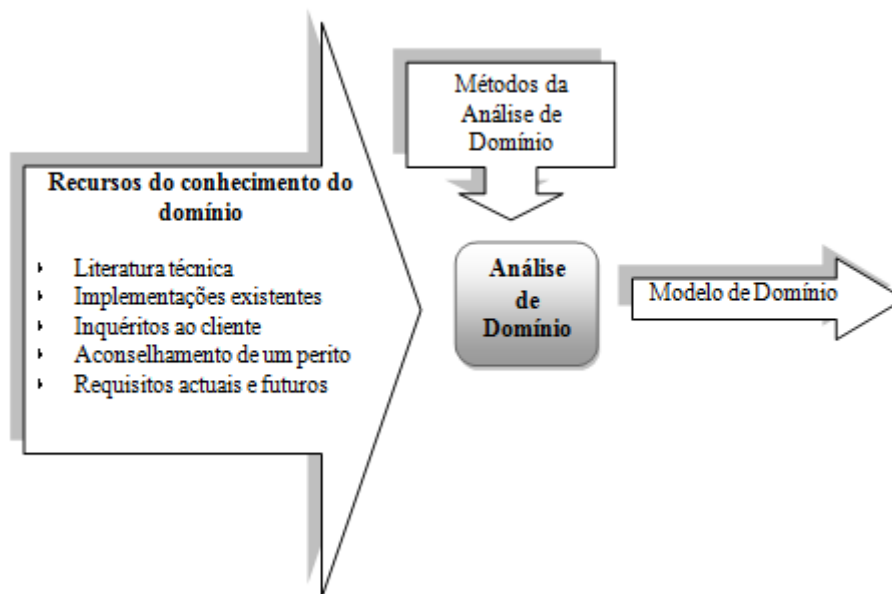 Recursos do conhecimento do
domínio
Literatura técnica
Implementações existentes
Inquéritos ao cliente
Aconselhamento de um perito
Requisitos actuais e futuros
Métodos da
Análise de
Domínio
Análise
de
Domínio
Modelo de Domínio